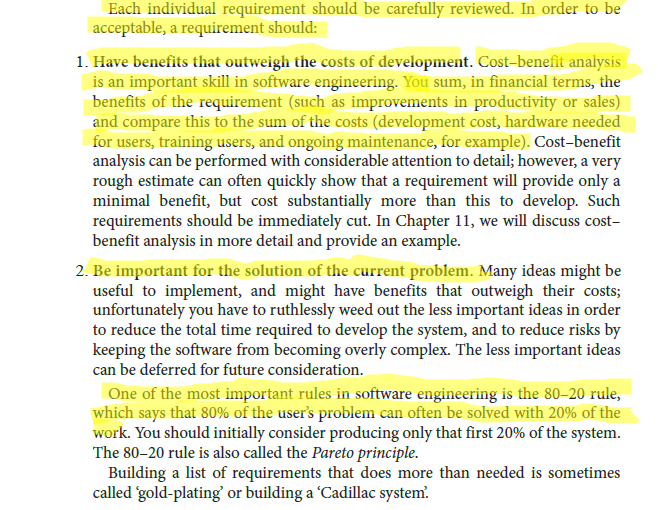 Each individual requirement should be carefully reviewed. In order to be
acceptable, a requirement should:
1. Have benefits that outweigh the costs of development. Cost–benefit analysis
is an important skill in software engineering. You sum, in financial terms, the
benefits of the requirement (such as improvements in productivity or sales)
and compare this to the sum of the costs (development cost, hardware needed
for users, training users, and ongoing maintenance, for example). Cost–benefit
analysis can be performed with considerable attention to detail; however, a very
rough estimate can often quickly show that a requirement will provide only a
minimal benefit, but cost substantially more than this to develop. Such
requirements should be immediately cut. In Chapter 11, we will discuss cost–
benefit analysis in more detail and provide an example.
2. Be important for the solution of the current problem. Many ideas might be
useful to implement, and might have benefits that outweigh their costs;
unfortunately you have to ruthlessly weed out the less important ideas in order
to reduce the total time required to develop the system, and to reduce risks by
keeping the software from becoming overly complex. The less important ideas
can be deferred for future consideration.
One of the most important rules in software engineering is the 80–20 rule,
which says that 80% of the user's problem can often be solved with 20% of the
work. You should initially consider producing only that first 20% of the system.
The 80–20 rule is also called the Pareto principle.
Building a list of requirements that does more than needed is sometimes
called 'gold-plating' or building a 'Cadillac system'.